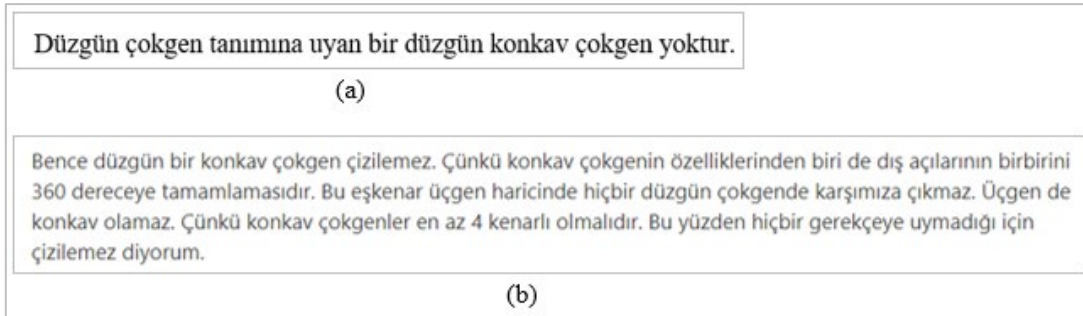 Düzgün çokgen tanımına uyan bir düzgün konkav çokgen yoktur.
(a)
Bence düzgün bir konkav çokgen çizilemez. Çünkü konkav çokgenin özelliklerinden biri de dış açılarının birbirini
360 dereceye tamamlamasıdır. Bu eşkenar üçgen haricinde hiçbir düzgün çokgende karşımıza çıkmaz. Üçgen de
konkav olamaz. Çünkü konkav çokgenler en az 4 kenarlı olmalıdır. Bu yüzden hiçbir gerekçeye uymadığı için
çizilemez diyorum.
(b)